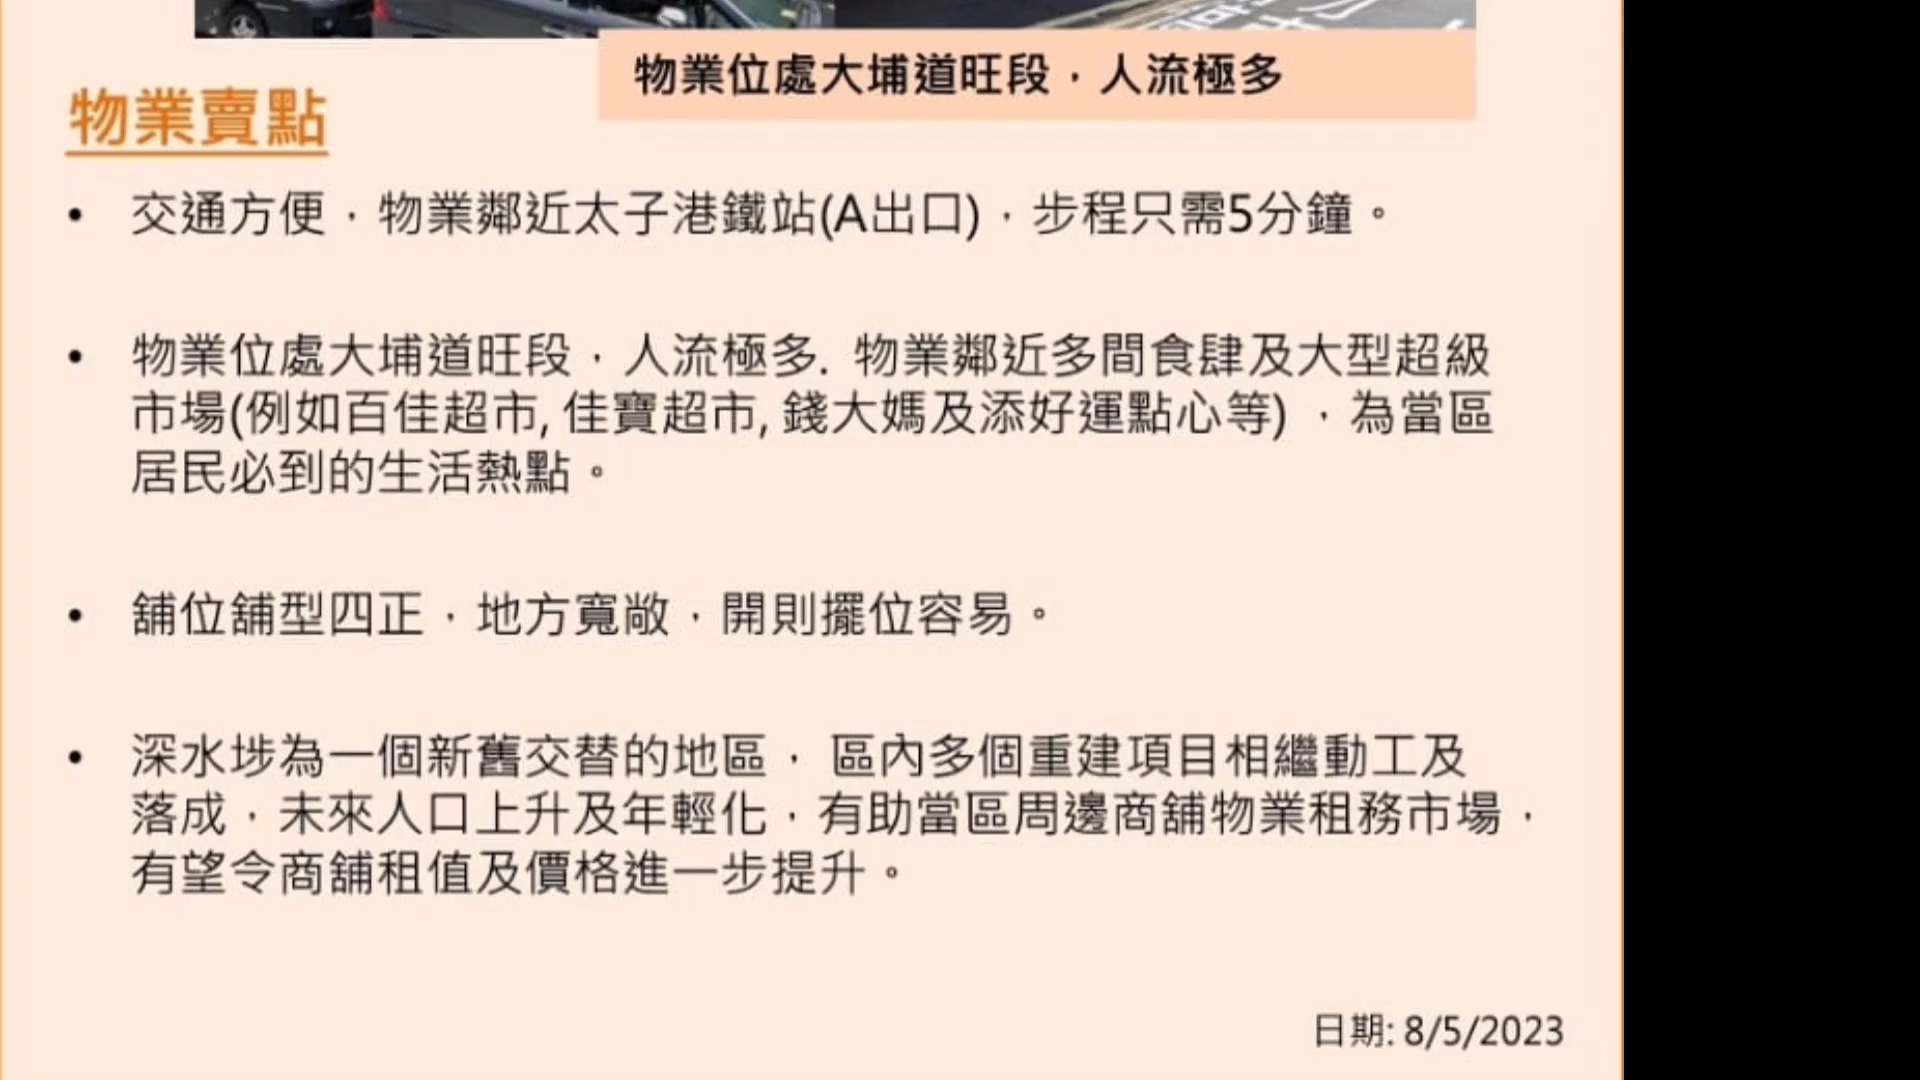 物業位處大埔道旺段，人流極多
物業賣點
• 交通方便，物業鄰近太子港鐵站(A出口)，步程只需5分鐘。
• 物業位處大埔道旺段，人流極多. 物業鄰近多間食肆及大型超級
市場(例如百佳超市, 佳寶超市, 錢大媽及添好運點心等) ，為當區
居民必到的生活熱點。
• 舖位舖型四正，地方寬敞，開則擺位容易。
• 深水埗為一個新舊交替的地區， 區內多個重建項目相繼動工及
落成，未來人口上升及年輕化，有助當區周邊商舖物業租務市場，
有望令商舖租值及價格進一步提升。
日期: 8/5/2023